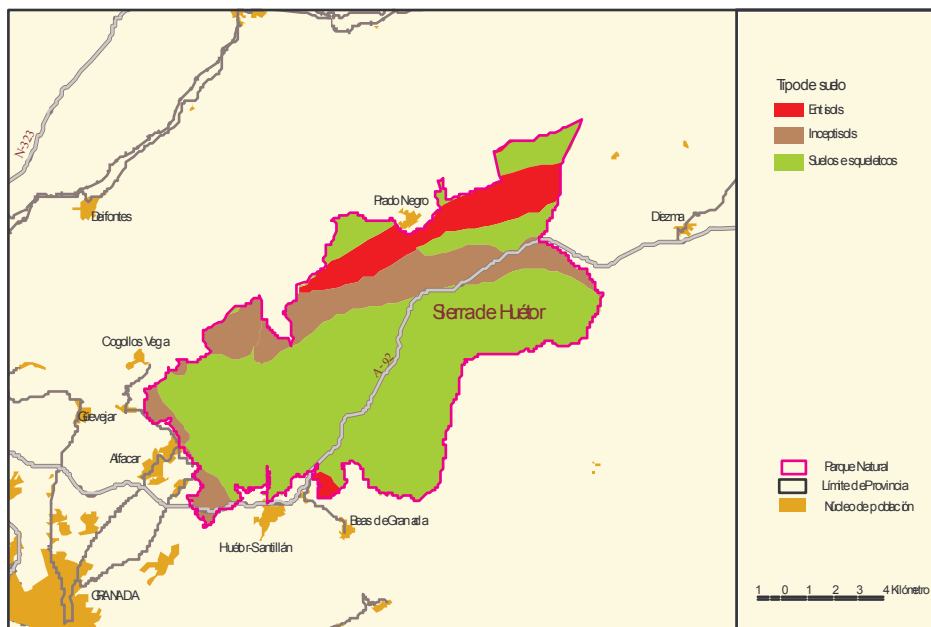 N-323
Deifontes
Prado Negro
Diezma
Sierra de Huétor
Cogollos Vega
A-92
Güevejar
Alfacar
Beas de Granada
Huétor-Santillán
GRANADA
Tipo de suelo
Entisols
Inceptisols
Suelos esqueleticos
Parque Natural
Límite de Provincia
Núcleo de población
1 0 1 2 3 4 Kilómetro